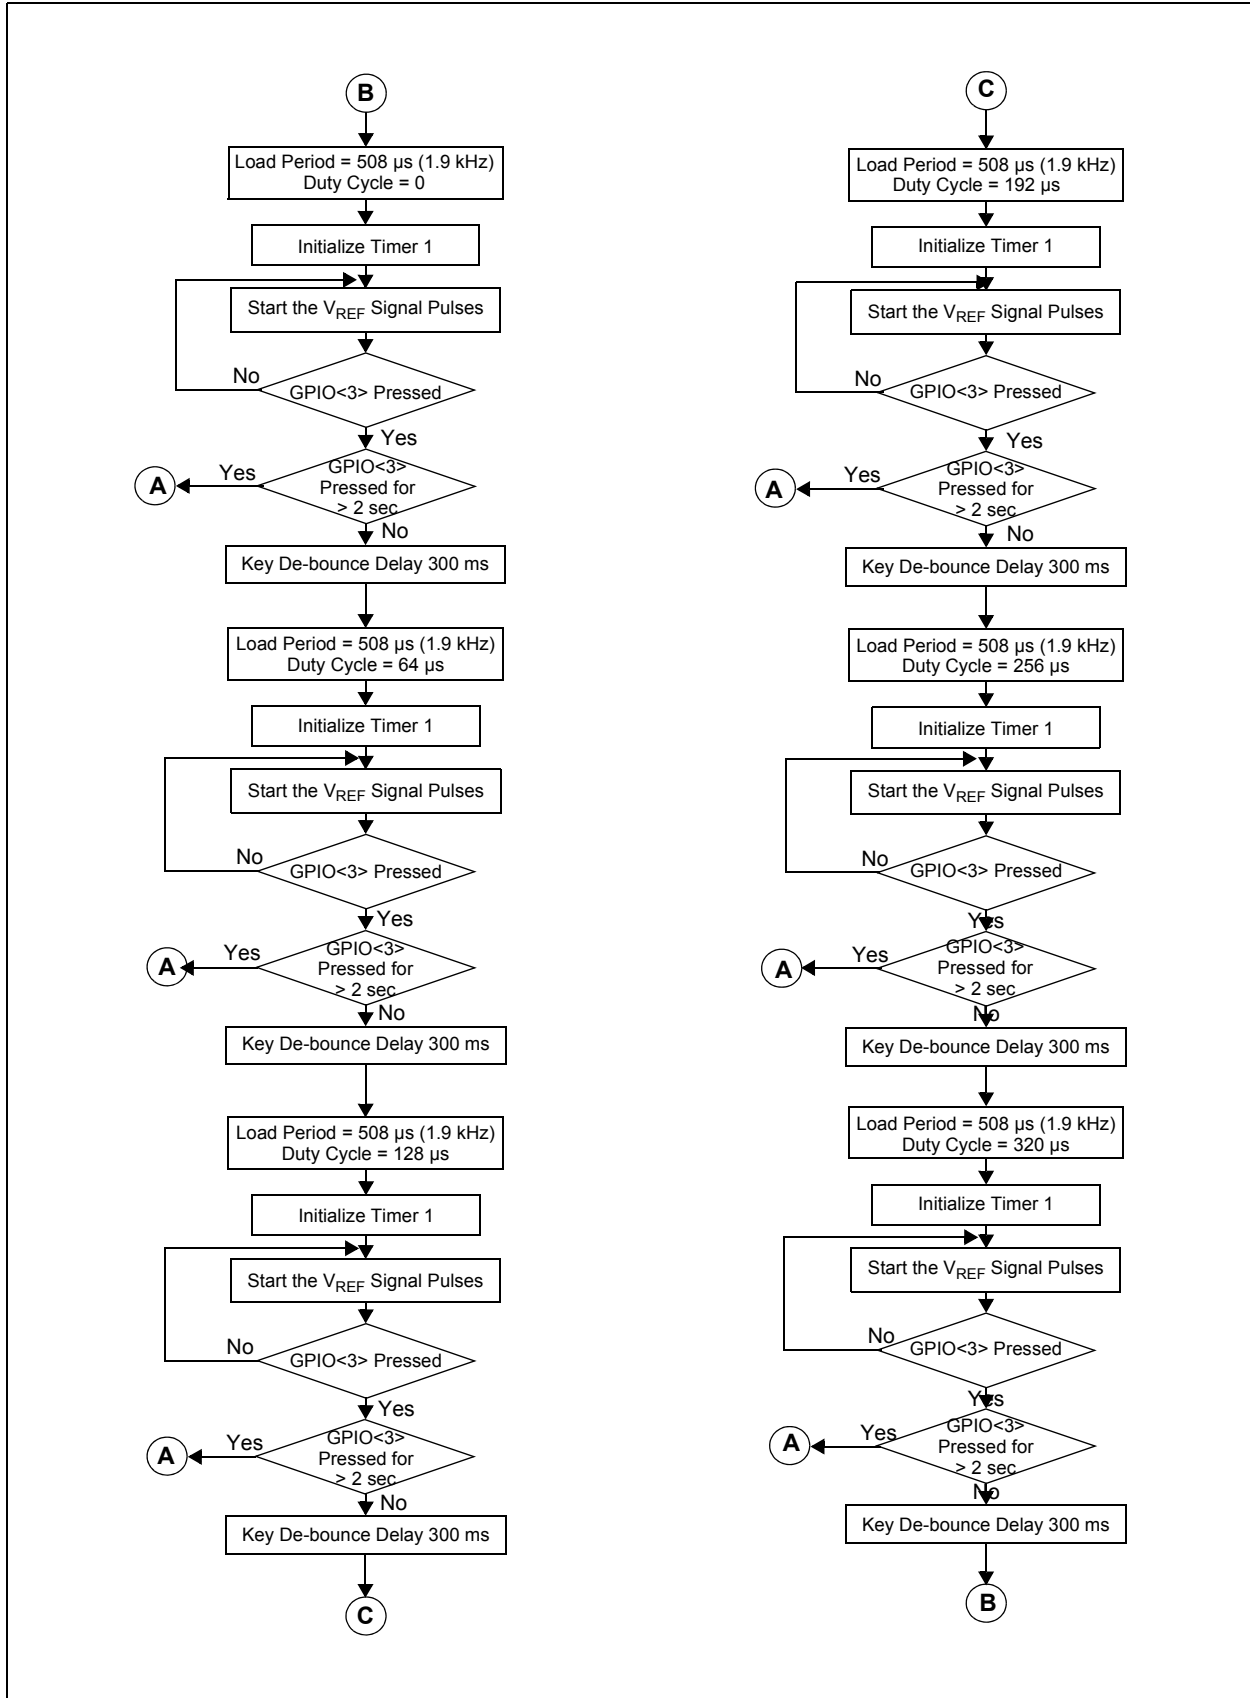 B
Load Period = 508 µs (1.9 kHz)
Duty Cycle = 0
Initialize Timer 1
Start the VREF Signal Pulses
No
GPIO<3> Pressed
Yes
A
Yes
GPIO<3>
Pressed for
> 2 sec
No
Key De-bounce Delay 300 ms
Load Period = 508 µs (1.9 kHz)
Duty Cycle = 64 µs
Initialize Timer 1
Start the VREF Signal Pulses
No
GPIO<3> Pressed
Yes
A
Yes
GPIO<3>
Pressed for
> 2 sec
No
Key De-bounce Delay 300 ms
Load Period = 508 µs (1.9 kHz)
Duty Cycle = 128 µs
Initialize Timer 1
Start the VREF Signal Pulses
No
GPIO<3> Pressed
Yes
A
Yes
GPIO<3>
Pressed for
> 2 sec
No
Key De-bounce Delay 300 ms
C
C
Load Period = 508 µs (1.9 kHz)
Duty Cycle = 192 µs
Initialize Timer 1
Start the VREF Signal Pulses
No
GPIO<3> Pressed
Yes
A
Yes
GPIO<3>
Pressed for
> 2 sec
No
Key De-bounce Delay 300 ms
Load Period = 508 µs (1.9 kHz)
Duty Cycle = 256 µs
Initialize Timer 1
Start the VREF Signal Pulses
No
GPIO<3> Pressed
Yes
A
Yes
GPIO<3>
Pressed for
> 2 sec
No
Key De-bounce Delay 300 ms
Load Period = 508 µs (1.9 kHz)
Duty Cycle = 320 µs
Initialize Timer 1
Start the VREF Signal Pulses
No
GPIO<3> Pressed
Yes
A
Yes
GPIO<3>
Pressed for
> 2 sec
No
Key De-bounce Delay 300 ms
B